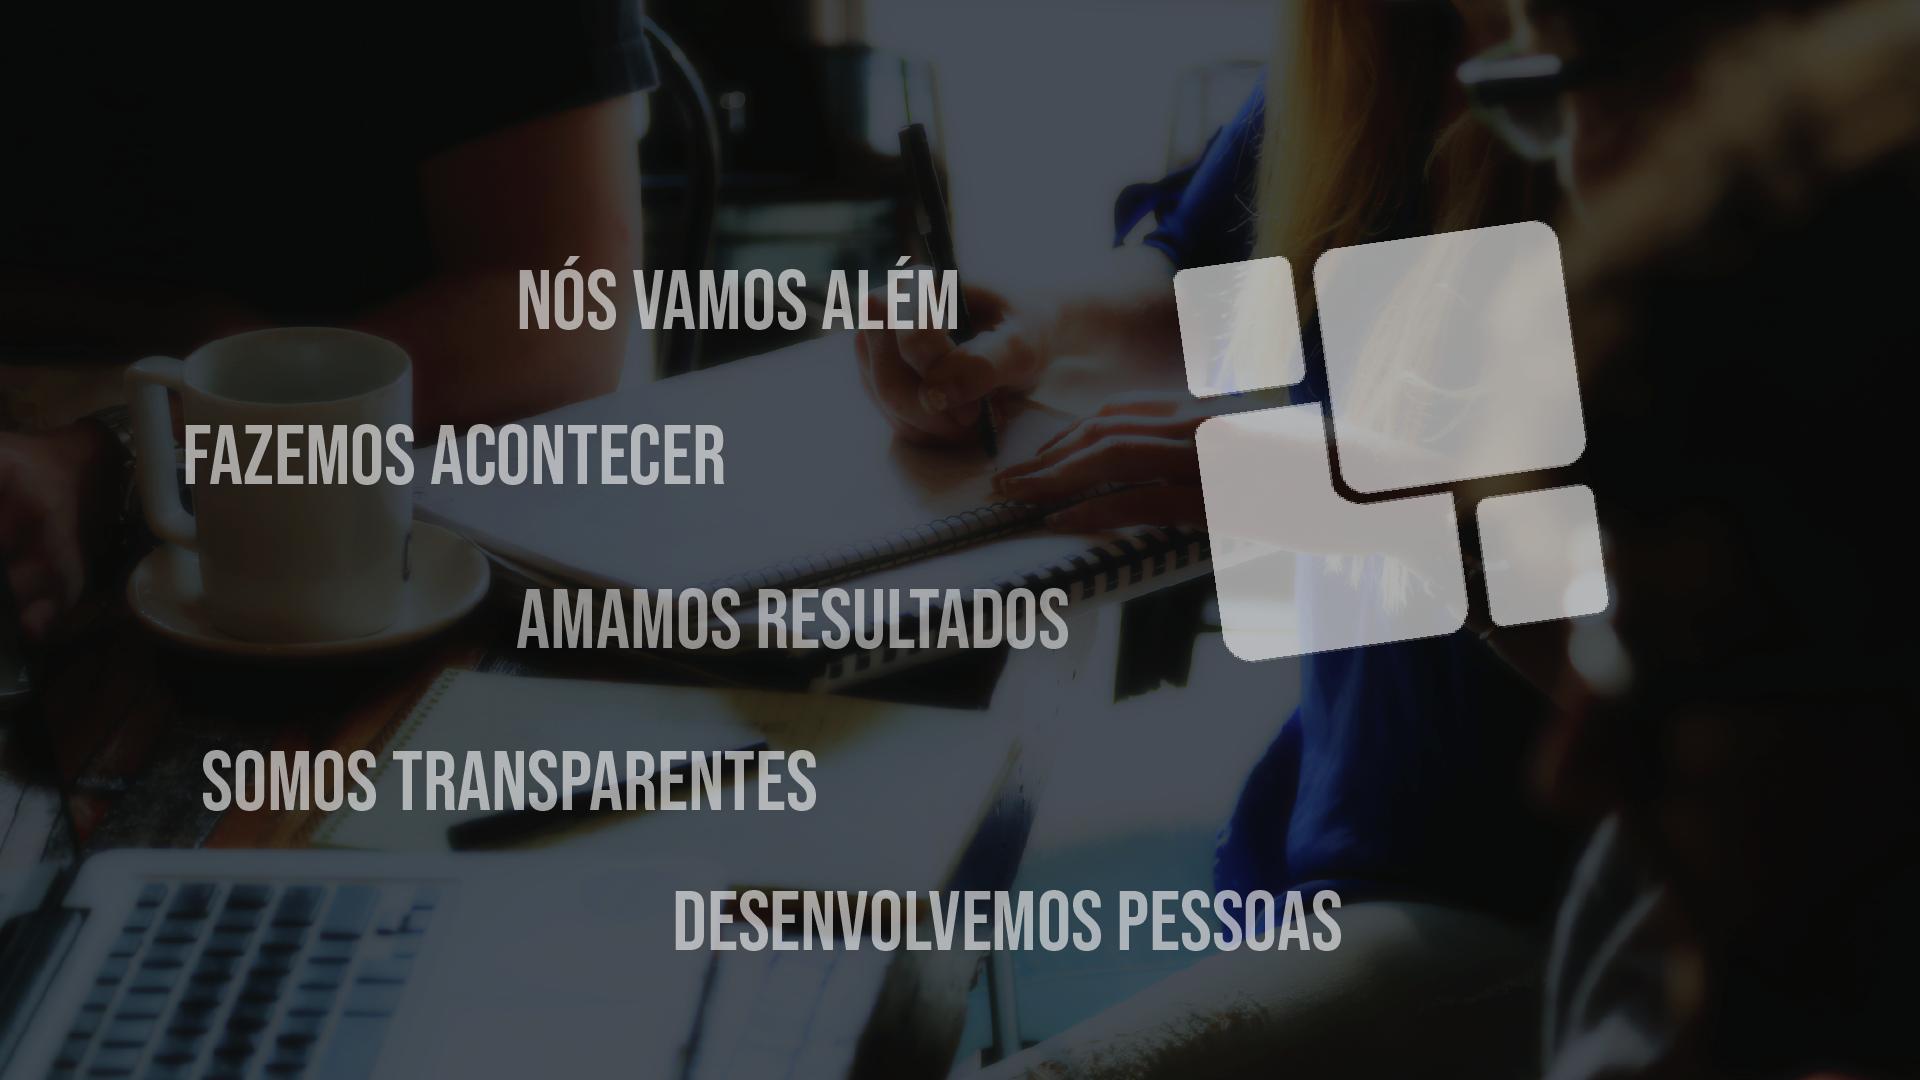 NÓS VAMOS ALÉM
FAZEMOS ACONTECER
AMAMOS RESULTADOS
SOMOS TRANSPARENTES
DESENVOLVEMOS PESSOAS